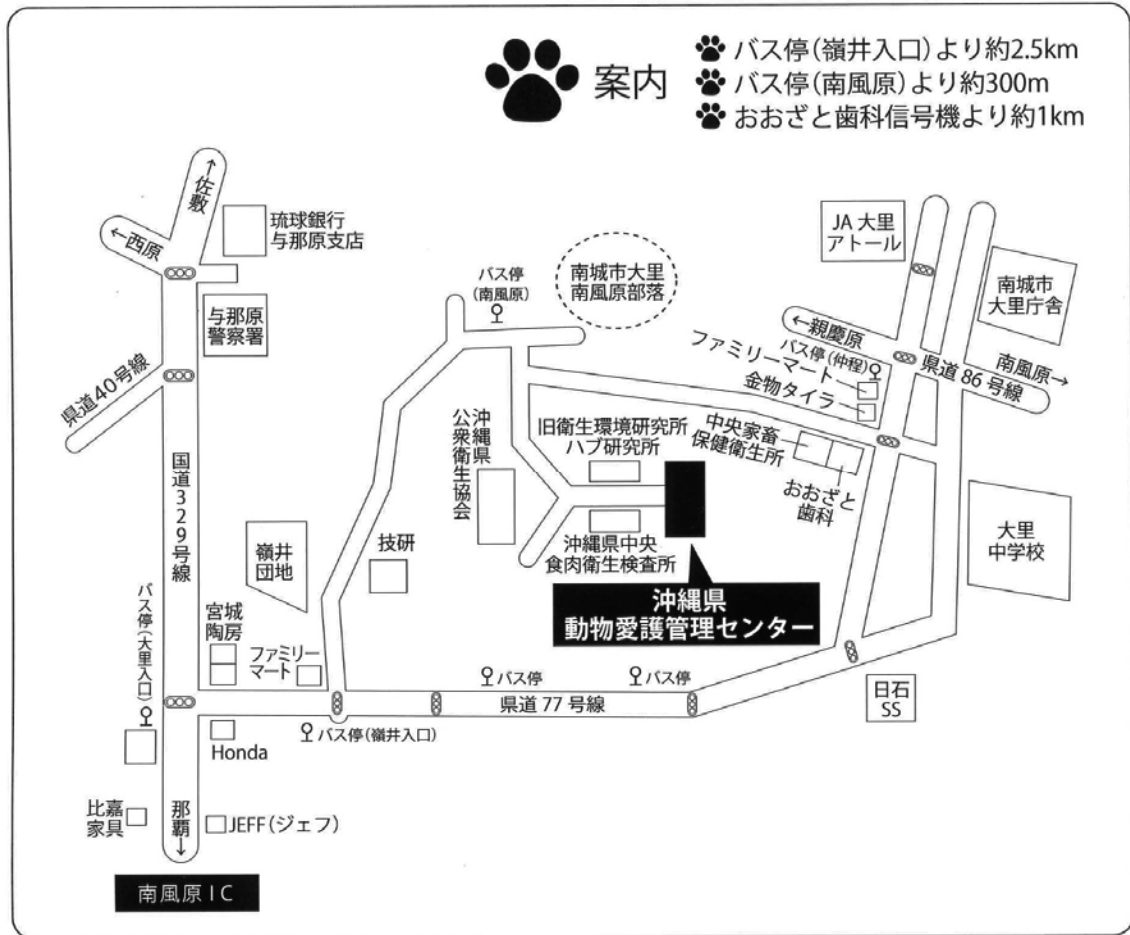 案内
バス停(嶺井入口)より約2.5km
バス停(南風原)より約300m
おおざと歯科信号機より約1km
↑佐敷
←西原
琉球銀行
与那原支店
与那原
警察署
県道40号線
国道329号線
バス停(大里入口)
嶺井
団地
宮城
陶房
ファミリー
マート
Honda
比嘉
家具
那覇→
JEFF(ジェフ)
南風原IC
バス停
(南風原)
南城市大里
南風原部落
技研
沖縄県
公衆衛生協会
旧衛生環境研究所
ハブ研究所
沖縄県中央
食肉衛生検査所
沖縄県
動物愛護管理センター
バス停
バス停
県道77号線
バス停(嶺井入口)
JA大里
アトール
南城市
大里庁舎
←親慶原
バス停(仲程)
県道86号線
南風原→
ファミリーマート
金物タイラ
中央家畜
保健衛生所
おおざと
歯科
大里
中学校
日石
SS